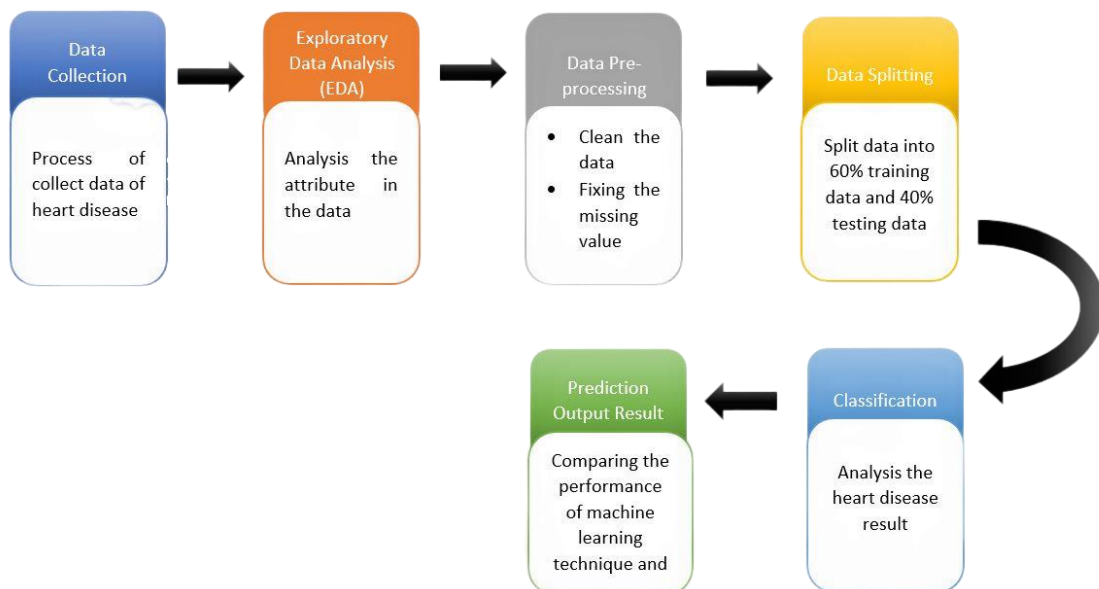 Data
Collection
Process of
collect data of
heart disease
Exploratory
Data Analysis
(EDA)
Analysis the
attribute in
the data
Data Pre-
processing
• Clean the
data
• Fixing the
missing
value
Data Splitting
Split data into
60% training
data and 40%
testing data
Classification
Analysis the
heart disease
result
Prediction
Output Result
Comparing the
performance
of machine
learning
technique and